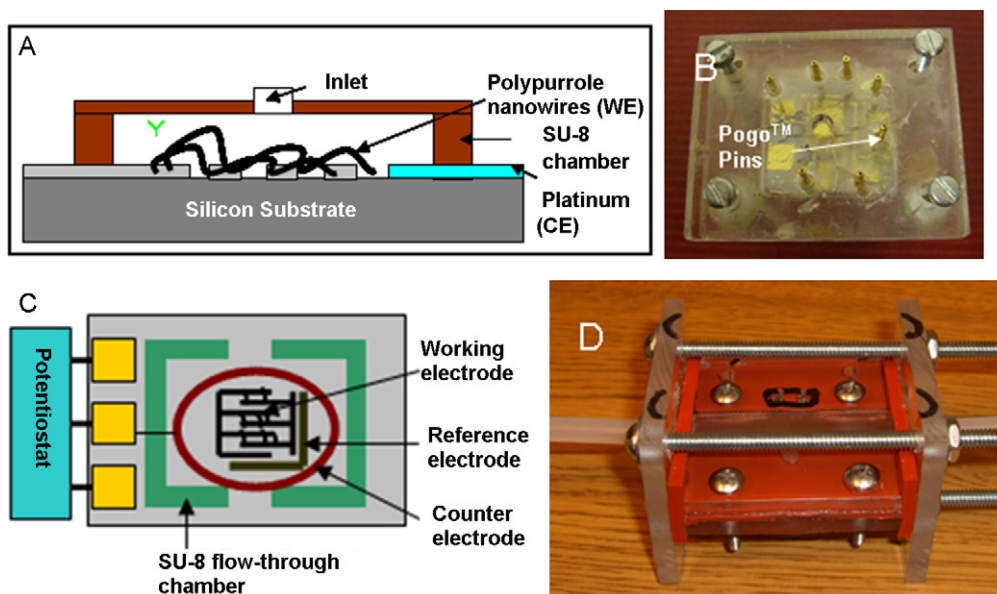 A
Inlet
Polypurrole
nanowires (WE)
SU-8
chamber
Platinum
(CE)
Silicon Substrate
B
Pogo™
Pins
C
Potentiostat
Working
electrode
Reference
electrode
Counter
electrode
SU-8 flow-through
chamber
D